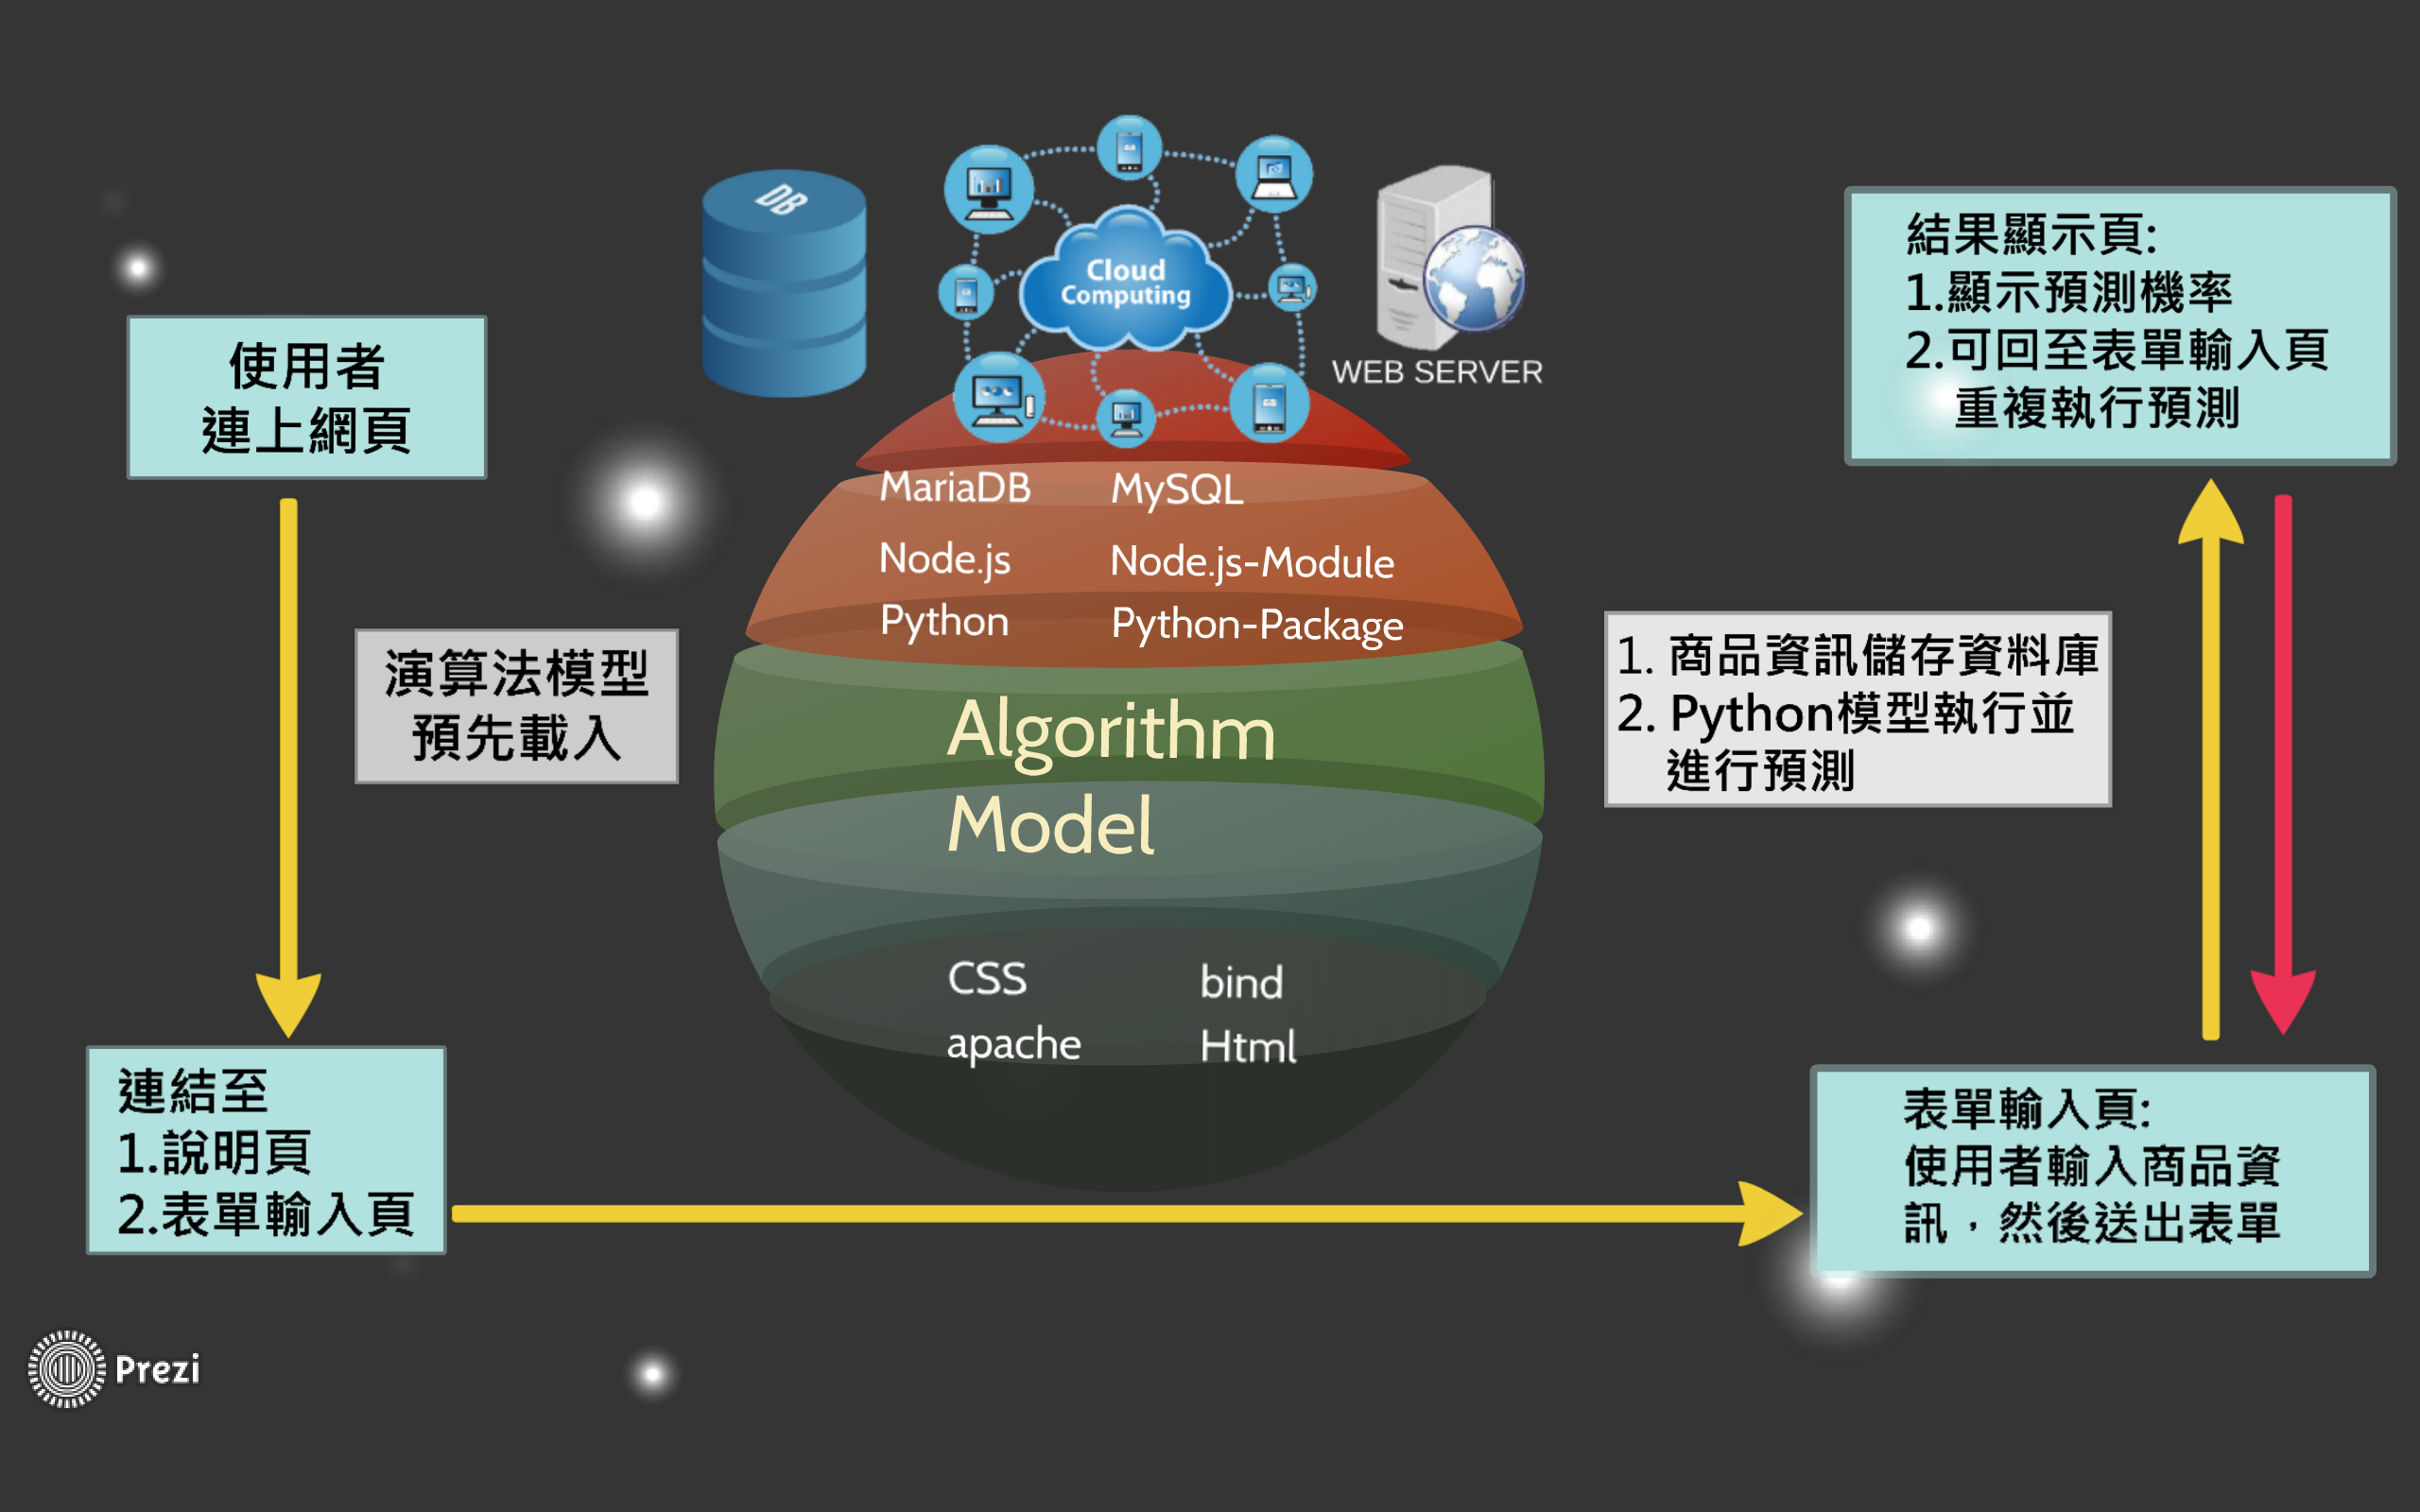 使用者
連上網頁
演算法模型
預先載入
連結至
1.說明頁
2.表單輸入頁
DB
Cloud
Computing
WEB SERVER
MariaDB MySQL
Node.js Node.js-Module
Python Python-Package
Algorithm
Model
CSS bind
apache Html
結果顯示頁:
1.顯示預測機率
2.可回至表單輸入頁
重複執行預測
1. 商品資訊儲存資料庫
2. Python模型執行並
進行預測
表單輸入頁:
使用者輸入商品資
訊，然後送出表單
Prezi